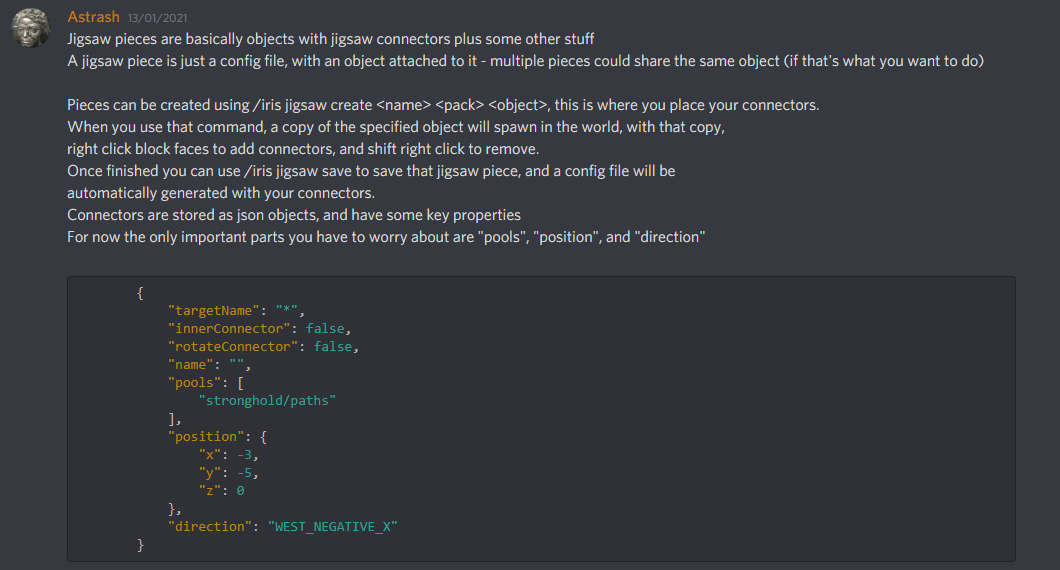 Astrash 13/01/2021
Jigsaw pieces are basically objects with jigsaw connectors plus some other stuff
A jigsaw piece is just a config file, with an object attached to it - multiple pieces could share the same object (if that's what you want to do)
Pieces can be created using /iris jigsaw create <name> <pack> <object>, this is where you place your connectors.
When you use that command, a copy of the specified object will spawn in the world, with that copy,
right click block faces to add connectors, and shift right click to remove.
Once finished you can use /iris jigsaw save to save that jigsaw piece, and a config file will be
automatically generated with your connectors.
Connectors are stored as json objects, and have some key properties
For now the only important parts you have to worry about are "pools", "position", and "direction"
{
"targetName": "*",
"innerConnector": false,
"rotateConnector": false,
"name": "",
"pools": [
"stronghold/paths"
],
"position": {
"x": -3,
"y": -5,
"z": 0
},
"direction": "WEST_NEGATIVE_X"
}